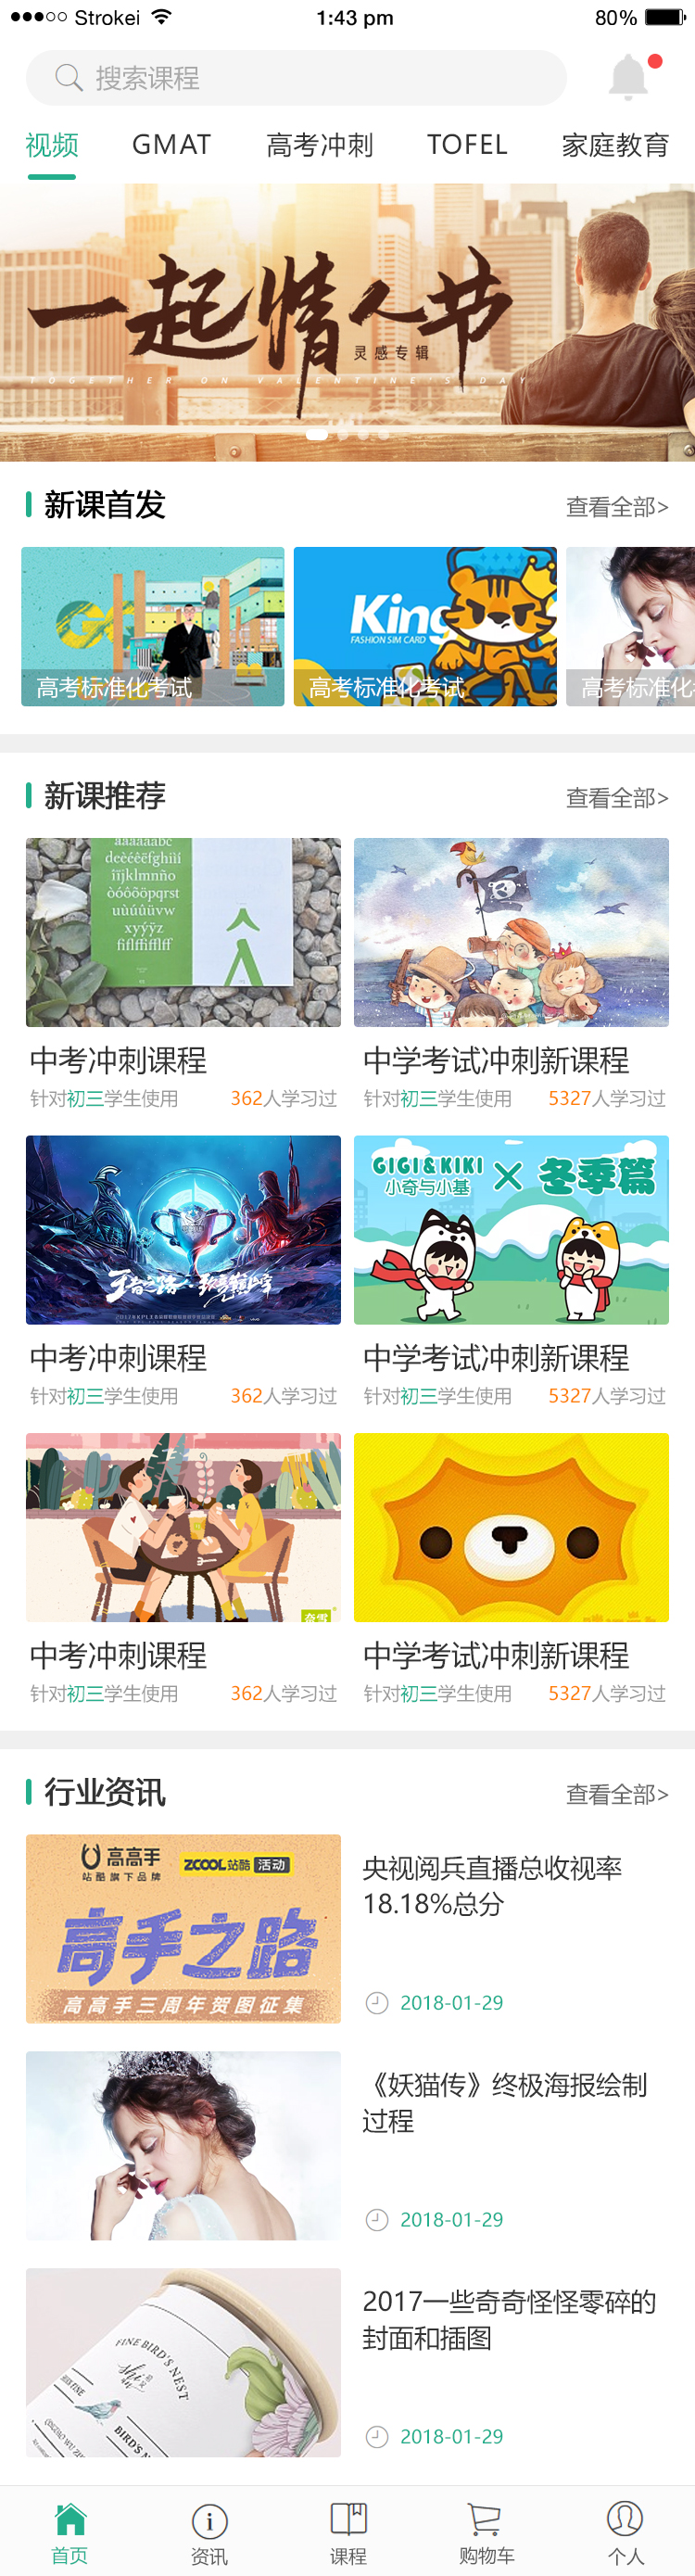 Strokei
1:43 pm
80%
搜索课程
视频
GMAT
高考冲刺
TOFEL
家庭教育
一起情人节
灵感专辑
TOGETHER ON VALENTINE'S DAY
新课首发
查看全部>
高考标准化考试
King
FASHION SIM CARD
高考标准化考试
高考标准化
新课推荐
查看全部>
àáâãäåābc
òóôõöpqrst
xyýÿz
中考冲刺课程
针对初三学生使用
362人学习过
中学考试冲刺新课程
针对初三学生使用
5327人学习过
王者之路
GIGI&KIKI
小奇与小基
×
冬季篇
中考冲刺课程
针对初三学生使用
362人学习过
中学考试冲刺新课程
针对初三学生使用
5327人学习过
奈雪
中考冲刺课程
针对初三学生使用
362人学习过
中学考试冲刺新课程
针对初三学生使用
5327人学习过
行业资讯
查看全部>
高高手
站酷旗下品牌
ZCOOL站酷
活动
高手之路
高高手三周年贺图征集
央视阅兵直播总收视率
18.18%总分
2018-01-29
《妖猫传》终极海报绘制
过程
2018-01-29
FINE BIRD'S NEST
2017一些奇奇怪怪零碎的
封面和插图
2018-01-29
首页
资讯
课程
购物车
个人